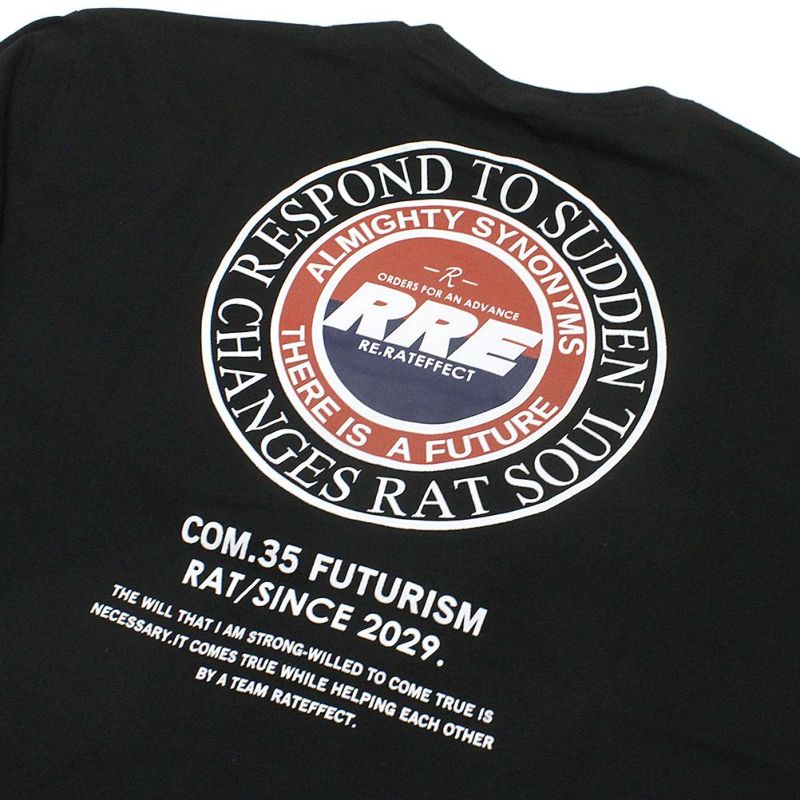 RESPOND TO SUDDEN CHANGES RAT SOUL
ALMIGHTY SYNONYMS
THERE IS A FUTURE
-R-
ORDERS FOR AN ADVANCE
RRE
RE.RATEFFECT
COM.35 FUTURISM
RAT/SINCE 2029.
THE WILL THAT I AM STRONG-WILLED TO COME TRUE IS
NECESSARY.IT COMES TRUE WHILE HELPING EACH OTHER
BY A TEAM RATEFFECT.